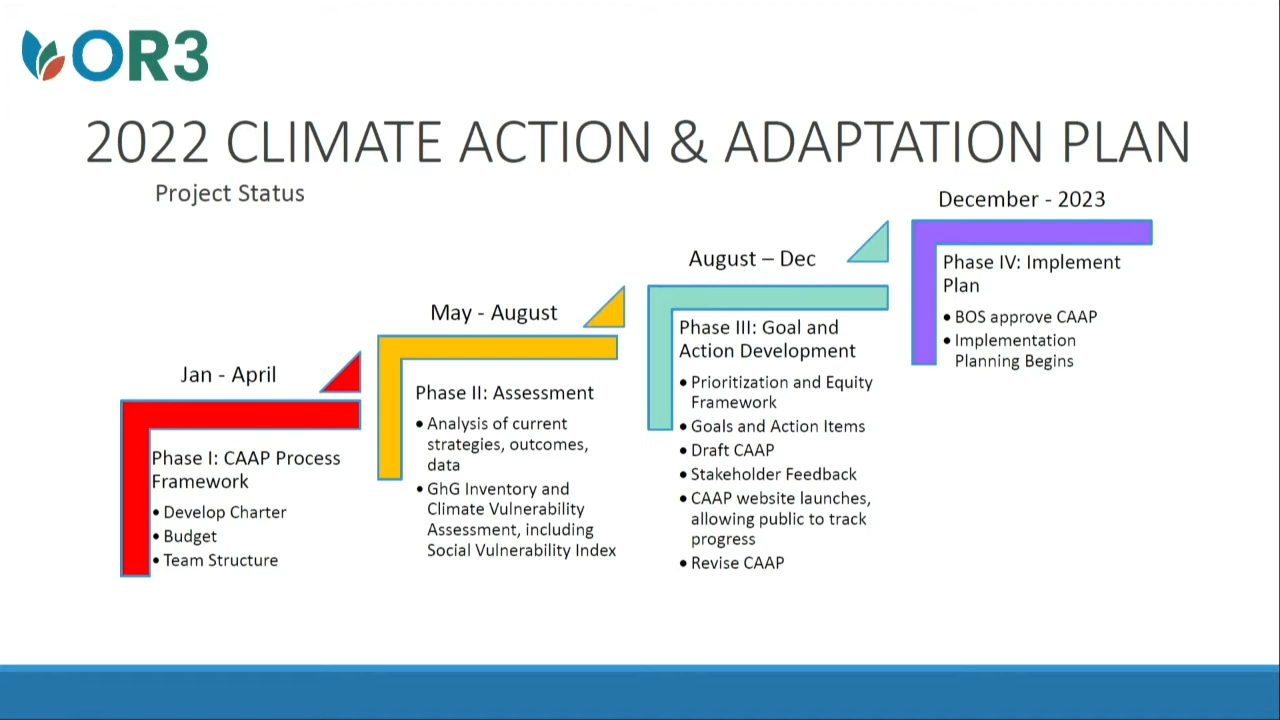 OR3
2022 CLIMATE ACTION & ADAPTATION PLAN
Project Status
Jan - April
Phase I: CAAP Process
Framework
• Develop Charter
• Budget
• Team Structure
May - August
Phase II: Assessment
• Analysis of current
strategies, outcomes,
data
• GhG Inventory and
Climate Vulnerability
Assessment, including
Social Vulnerability Index
August – Dec
Phase III: Goal and
Action Development
• Prioritization and Equity
Framework
• Goals and Action Items
• Draft CAAP
• Stakeholder Feedback
• CAAP website launches,
allowing public to track
progress
• Revise CAAP
December - 2023
Phase IV: Implement
Plan
• BOS approve CAAP
• Implementation
Planning Begins